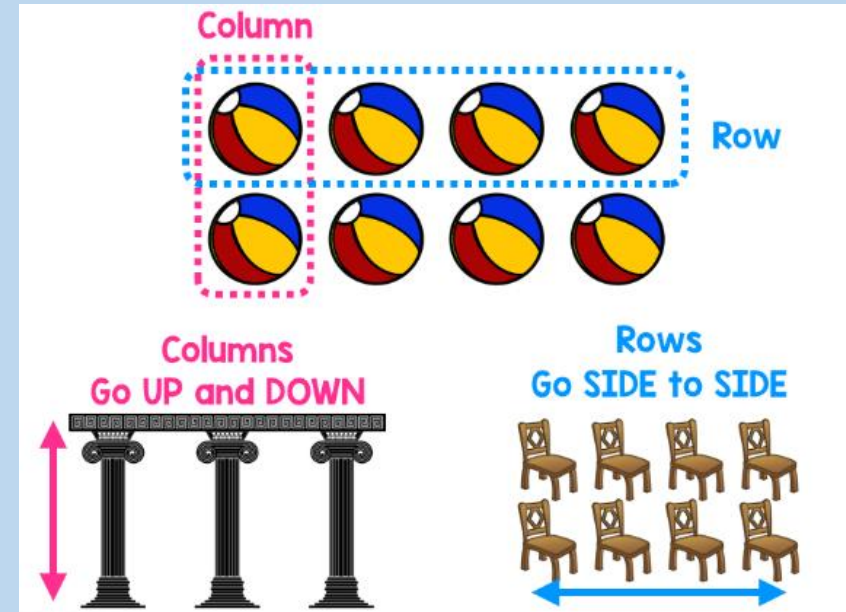 Column
Row
Columns
Go UP and DOWN
Rows
Go SIDE to SIDE